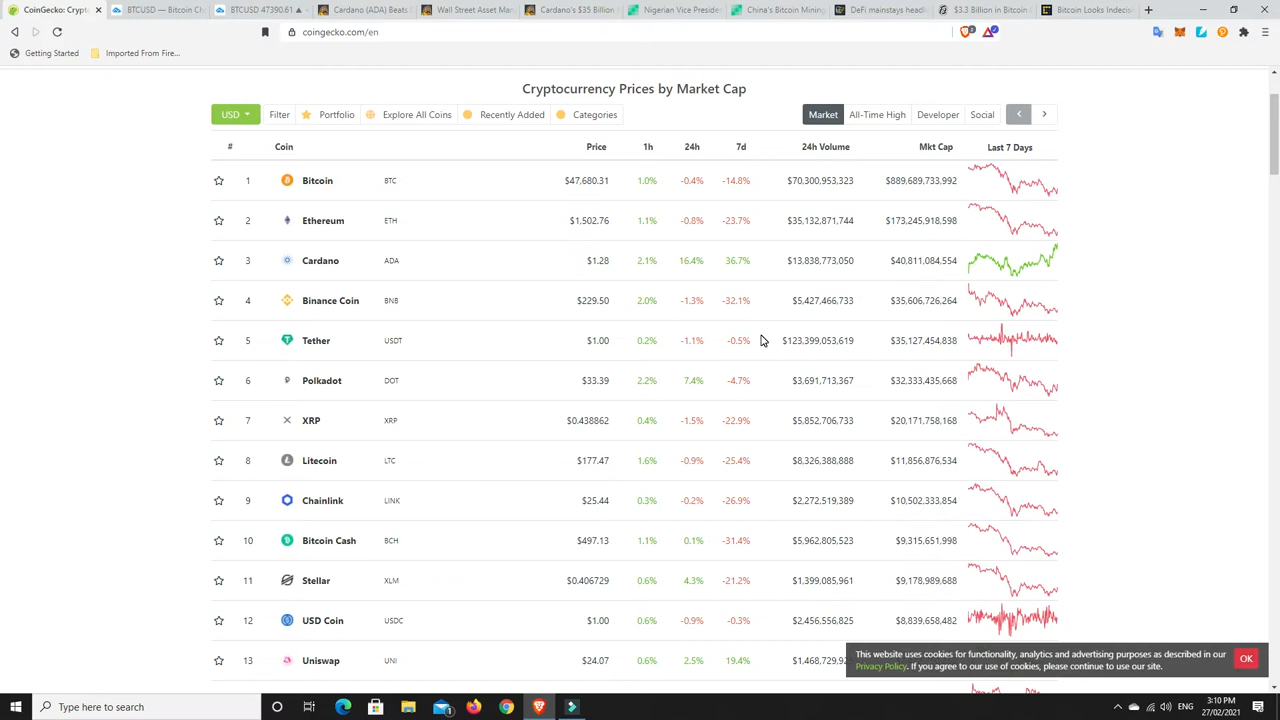 CoinGecko: Crypto
BTCUSD — Bitcoin Ch
BTCUSD 47390.61 ▲
Cardano (ADA) Beats
Wall Street Asset Man
Cardano's $35 Billion
Nigerian Vice Preside
China's Bitcoin Minin
DeFi mainstays head
$3.3 Billion in Bitcoin
Bitcoin Looks Indecis
coingecko.com/en
Getting Started
Imported From Fire...
Cryptocurrency Prices by Market Cap
USD Filter Portfolio Explore All Coins Recently Added Categories Market All-Time High Developer Social
# Coin Price 1h 24h 7d 24h Volume Mkt Cap Last 7 Days
1 Bitcoin BTC $47,680.31 1.0% -0.4% -14.8% $70,300,953,323 $889,689,733,992
2 Ethereum ETH $1,502.76 1.1% -0.8% -23.7% $35,132,871,744 $173,245,918,598
3 Cardano ADA $1.28 2.1% 16.4% 36.7% $13,838,773,050 $40,811,084,554
4 Binance Coin BNB $229.50 2.0% -1.3% -32.1% $5,427,466,733 $35,606,726,264
5 Tether USDT $1.00 0.2% -1.1% -0.5% $123,399,053,619 $35,127,454,838
6 Polkadot DOT $33.39 2.2% 7.4% -4.7% $3,691,713,367 $32,333,435,668
7 XRP XRP $0.438862 0.4% -1.5% -22.9% $5,852,706,733 $20,171,758,168
8 Litecoin LTC $177.47 1.6% -0.9% -25.4% $8,326,388,888 $11,856,876,534
9 Chainlink LINK $25.44 0.3% -0.2% -26.9% $2,272,519,389 $10,502,333,854
10 Bitcoin Cash BCH $497.13 1.1% 0.1% -31.4% $5,962,805,523 $9,315,651,998
11 Stellar XLM $0.406729 0.6% 4.3% -21.2% $1,399,085,961 $9,178,989,688
12 USD Coin USDC $1.00 0.6% -0.9% -0.3% $2,456,556,825 $8,839,658,482
13 Uniswap UNI $24.07 0.6% 2.5% 19.4% $1,468,729,92
This website uses cookies for functionality, analytics and advertising purposes as described in our
Privacy Policy. If you agree to our use of cookies, please continue to use our site.
OK
Type here to search
ENG
3:10 PM
27/02/2021